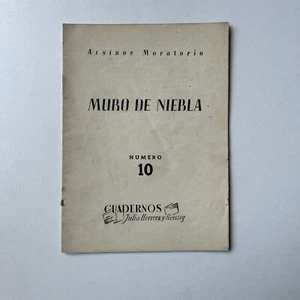 Arsinoe Moratorio
MURO DE NIEBLA
NUMERO
10
CUADERNOS
Julio Herrera y Reissig